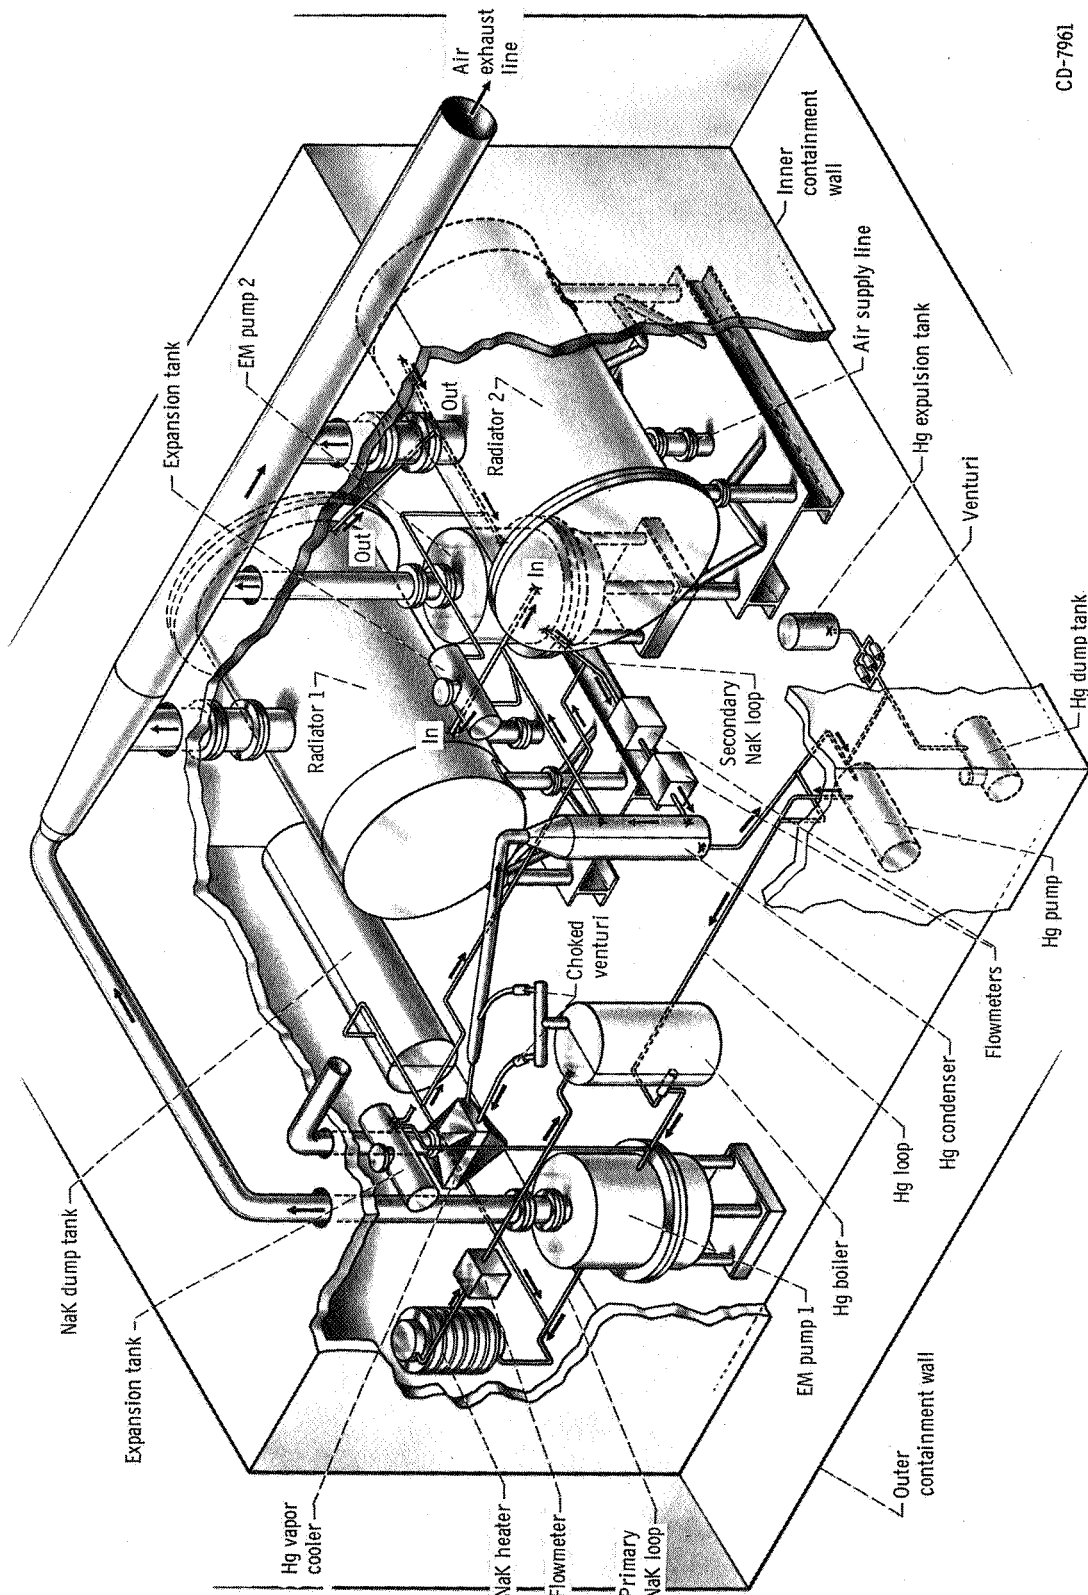 Air
exhaust
line
EM pump 2
Expansion tank
NaK dump tank
Expansion tank
Hg vapor
cooler
NaK heater
Flowmeter
Primary
NaK loop
Outer
containment wall
EM pump 1
Hg boiler
Hg loop
Hg condenser
Flowmeters
Hg pump
Hg dump tank
Venturi
Hg expulsion tank
Air supply line
Inner
containment
wall
Radiator 1
Radiator 2
Out
Out
In
In
Secondary
NaK loop
Choked
venturi
CD-7961